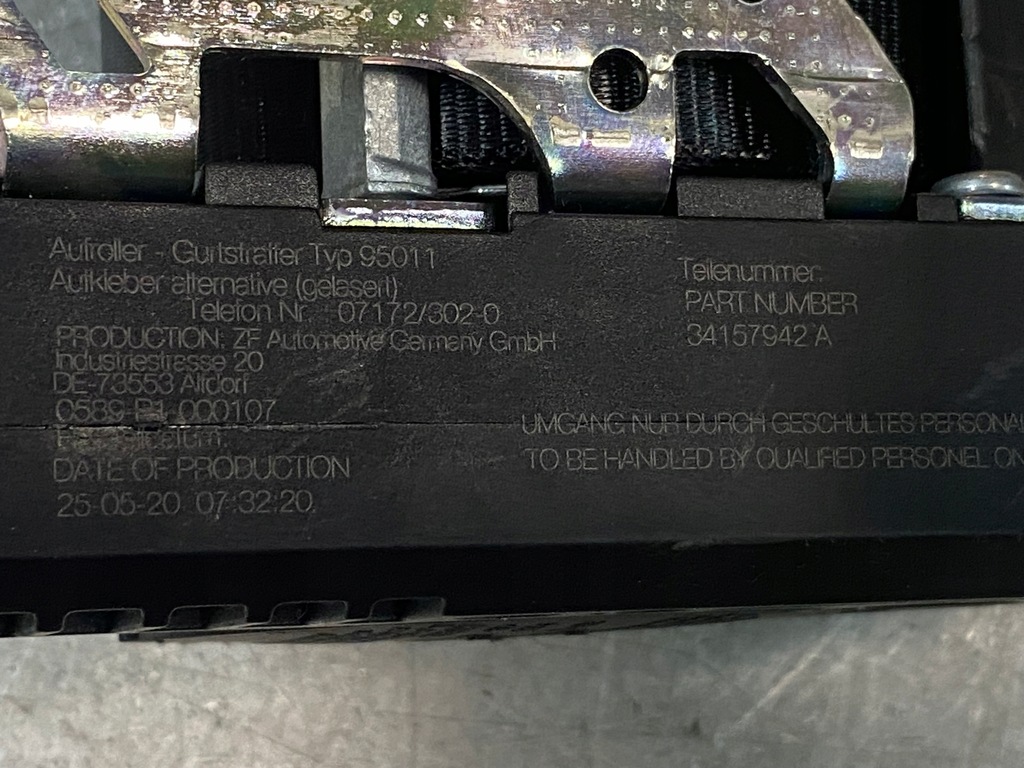 Aufroller - Gurtstraffer Typ 95011
Aufkleber alternative (gelasert)
Telefon Nr. 07172/302-0
PRODUCTION: ZF Automotive Germany GmbH
Industriestrasse 20
DE-73553 Alfdorf
0589-P1-000107
DATE OF PRODUCTION
25-05-20 07:32:20
Teilenummer:
PART NUMBER
34157942 A
UMGANG NUR DURCH GESCHULTES PERSONAL
TO BE HANDLED BY QUALIFIED PERSONEL ON